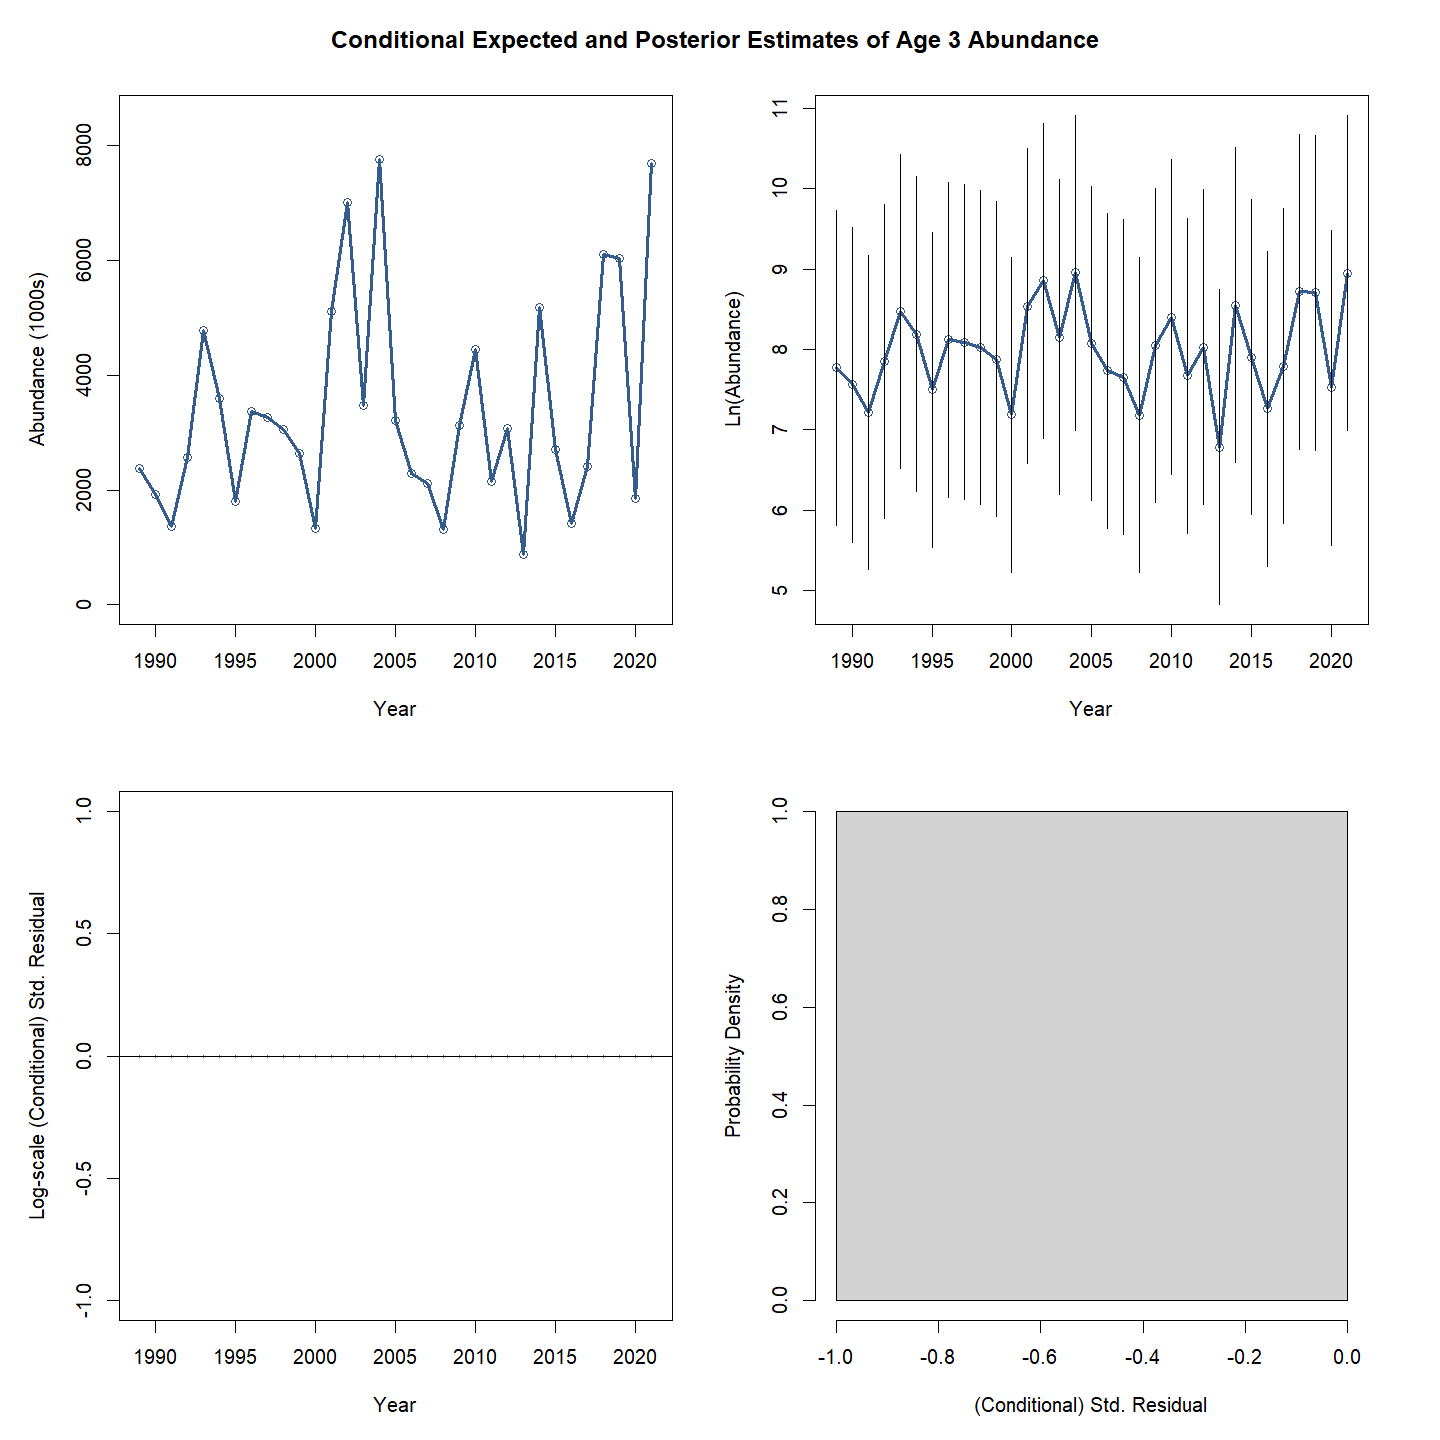 Conditional Expected and Posterior Estimates of Age 3 Abundance
Abundance (1000s)
8000
6000
4000
2000
0
1990 1995 2000 2005 2010 2015 2020
Year
Ln(Abundance)
11
10
9
8
7
6
5
1990 1995 2000 2005 2010 2015 2020
Year
Log-scale (Conditional) Std. Residual
1.0
0.5
0.0
-0.5
-1.0
1990 1995 2000 2005 2010 2015 2020
Year
Probability Density
1.0
0.8
0.6
0.4
0.2
0.0
-1.0 -0.8 -0.6 -0.4 -0.2 0.0
(Conditional) Std. Residual